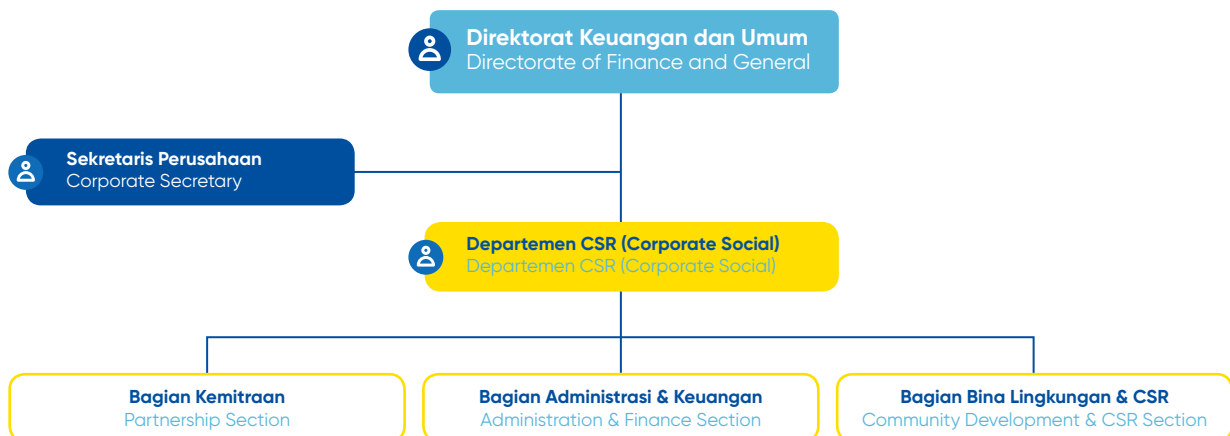 Direktorat Keuangan dan Umum
Directorate of Finance and General
Sekretaris Perusahaan
Corporate Secretary
Departemen CSR (Corporate Social)
Departemen CSR (Corporate Social)
Bagian Kemitraan
Partnership Section
Bagian Administrasi & Keuangan
Administration & Finance Section
Bagian Bina Lingkungan & CSR
Community Development & CSR Section